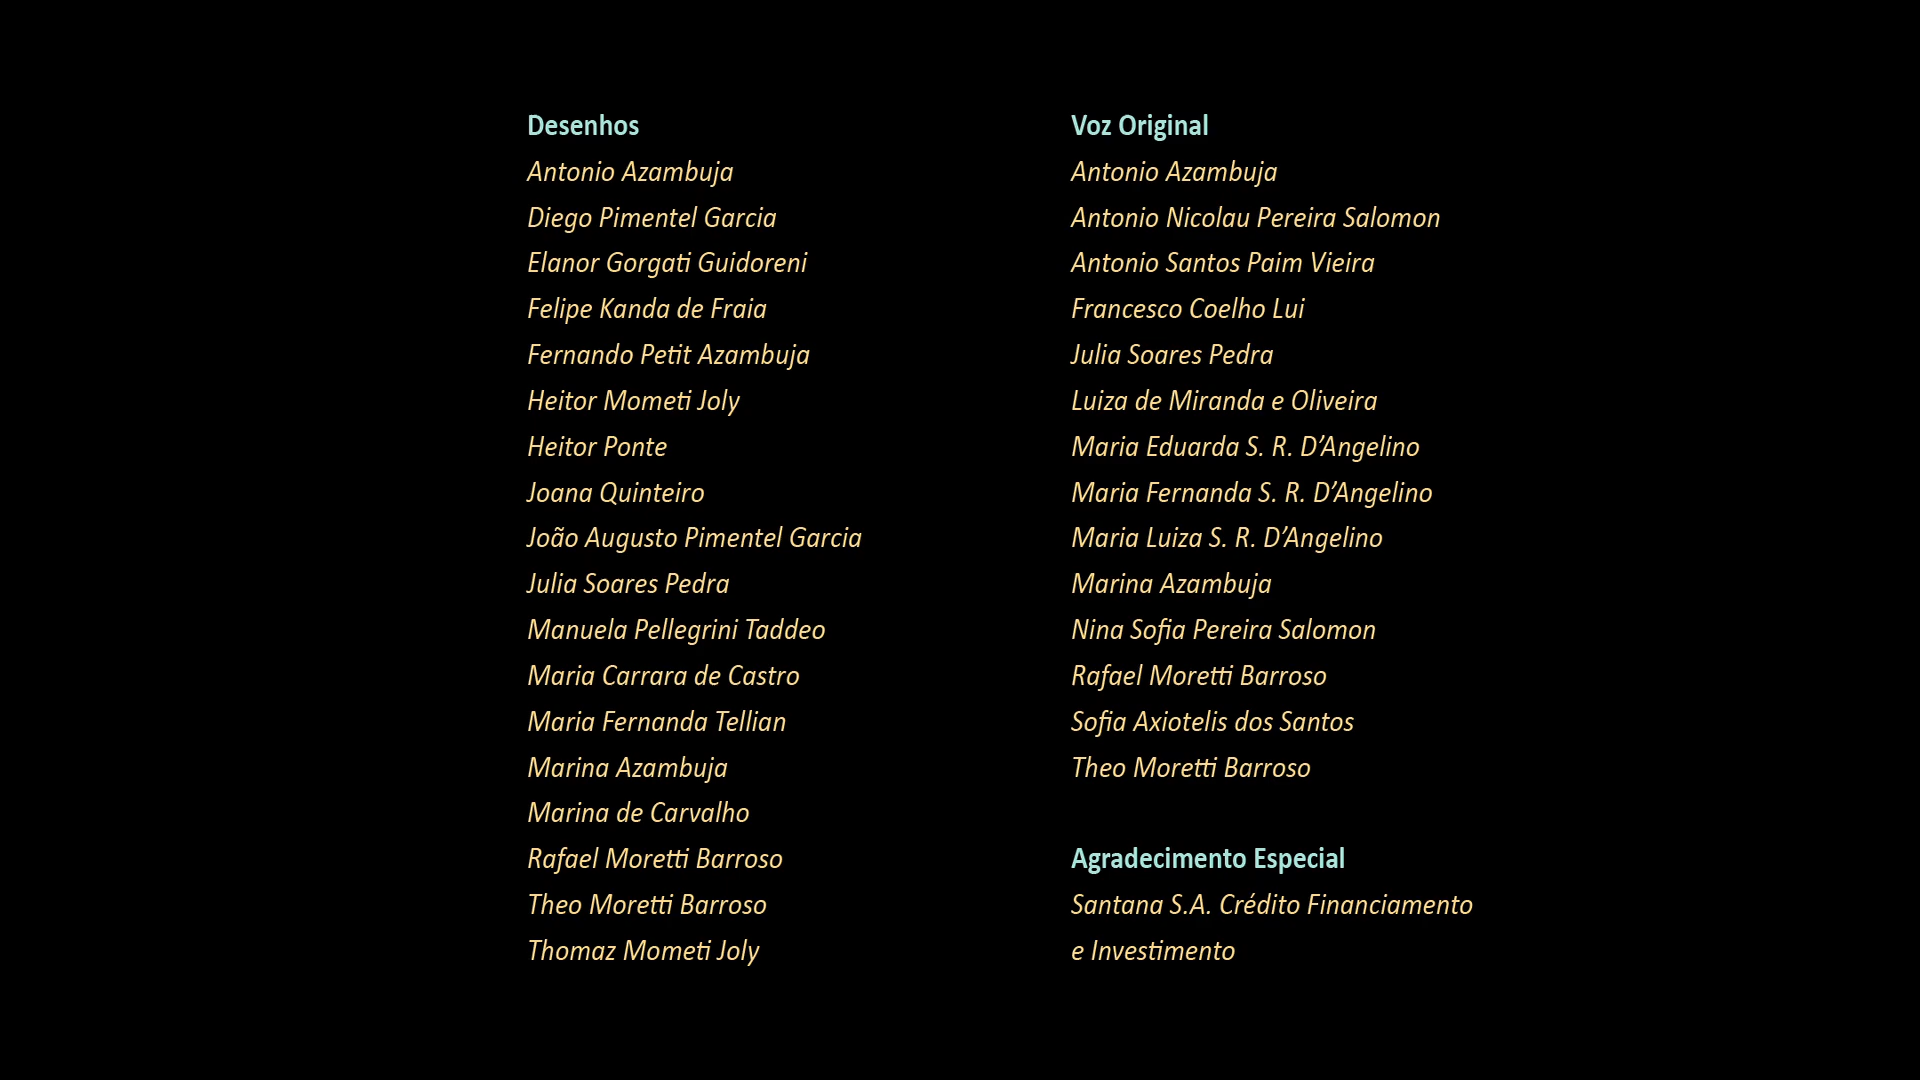 Desenhos
Antonio Azambuja
Diego Pimentel Garcia
Elanor Gorgati Guidoreni
Felipe Kanda de Fraia
Fernando Petit Azambuja
Heitor Mometi Joly
Heitor Ponte
Joana Quinteiro
João Augusto Pimentel Garcia
Julia Soares Pedra
Manuela Pellegrini Taddeo
Maria Carrara de Castro
Maria Fernanda Tellian
Marina Azambuja
Marina de Carvalho
Rafael Moretti Barroso
Theo Moretti Barroso
Thomaz Mometi Joly
Voz Original
Antonio Azambuja
Antonio Nicolau Pereira Salomon
Antonio Santos Paim Vieira
Francesco Coelho Lui
Julia Soares Pedra
Luiza de Miranda e Oliveira
Maria Eduarda S. R. D’Angelino
Maria Fernanda S. R. D’Angelino
Maria Luiza S. R. D’Angelino
Marina Azambuja
Nina Sofia Pereira Salomon
Rafael Moretti Barroso
Sofia Axiotelis dos Santos
Theo Moretti Barroso
Agradecimento Especial
Santana S.A. Crédito Financiamento
e Investimento